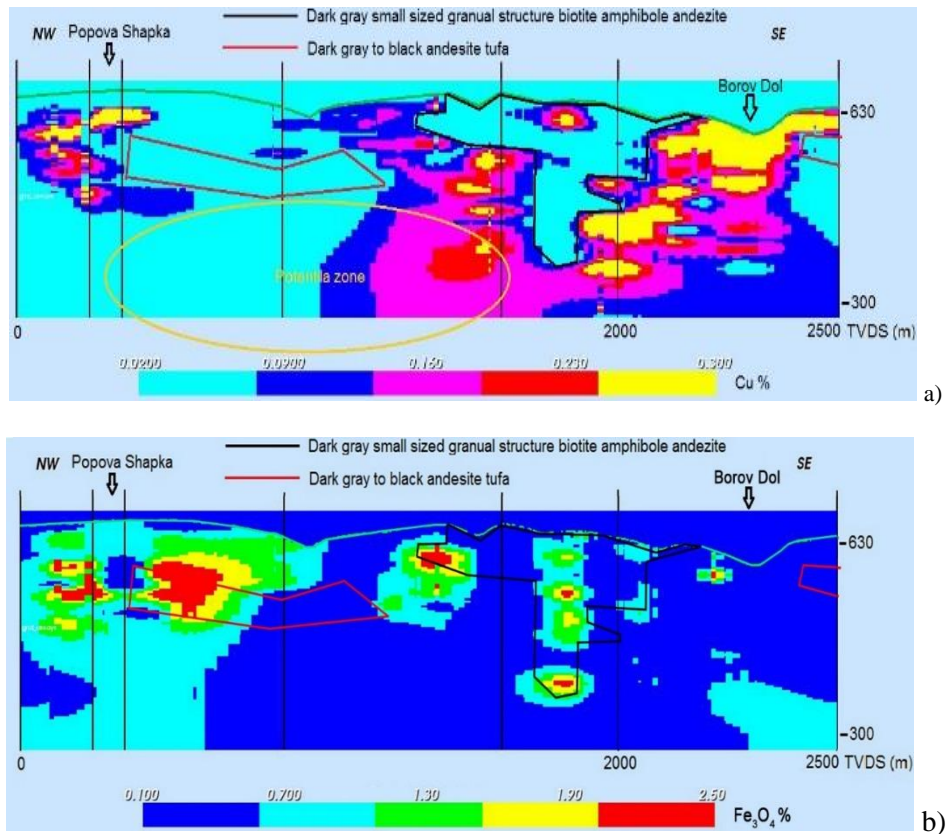 Dark gray small sized granual structure biotite amphibole andezite
Dark gray to black andesite tufa
NW Popova Shapka
SE
Borov Dol
630
Potentia zone
300
0 2000 2500 TVDS (m)
0.0200 0.0900 0.160 0.230 0.300
Cu %
a)
Dark gray small sized granual structure biotite amphibole andezite
Dark gray to black andesite tufa
NW Popova Shapka
Borov Dol SE
630
300
0 2000 2500 TVDS (m)
0.100 0.700 1.30 1.90 2.50
Fe₃O₄ %
b)